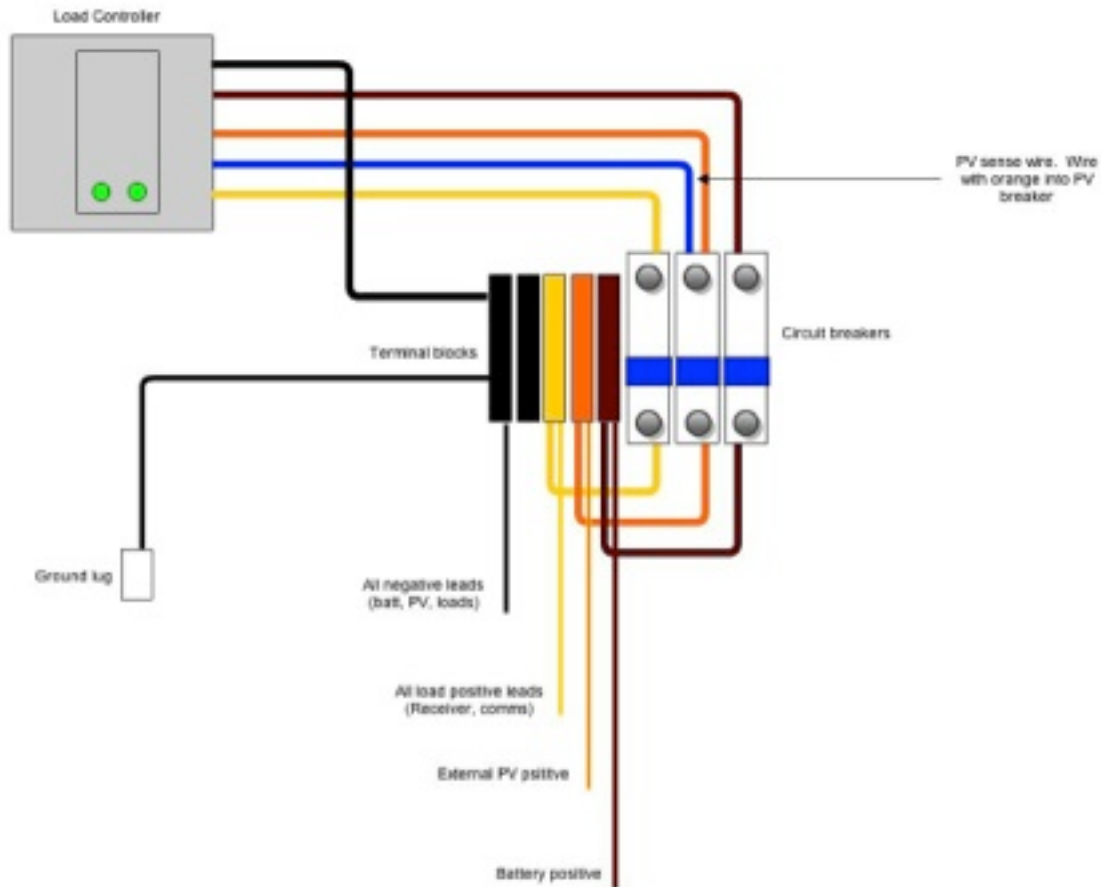 Load Controller
PV sense wire. Wire
with orange into PV
breaker
Circuit breakers
Terminal blocks
Ground lug
All negative leads
(batt, PV, loads)
All load positive leads
(Receiver, comms)
External PV psititve
Battery positive